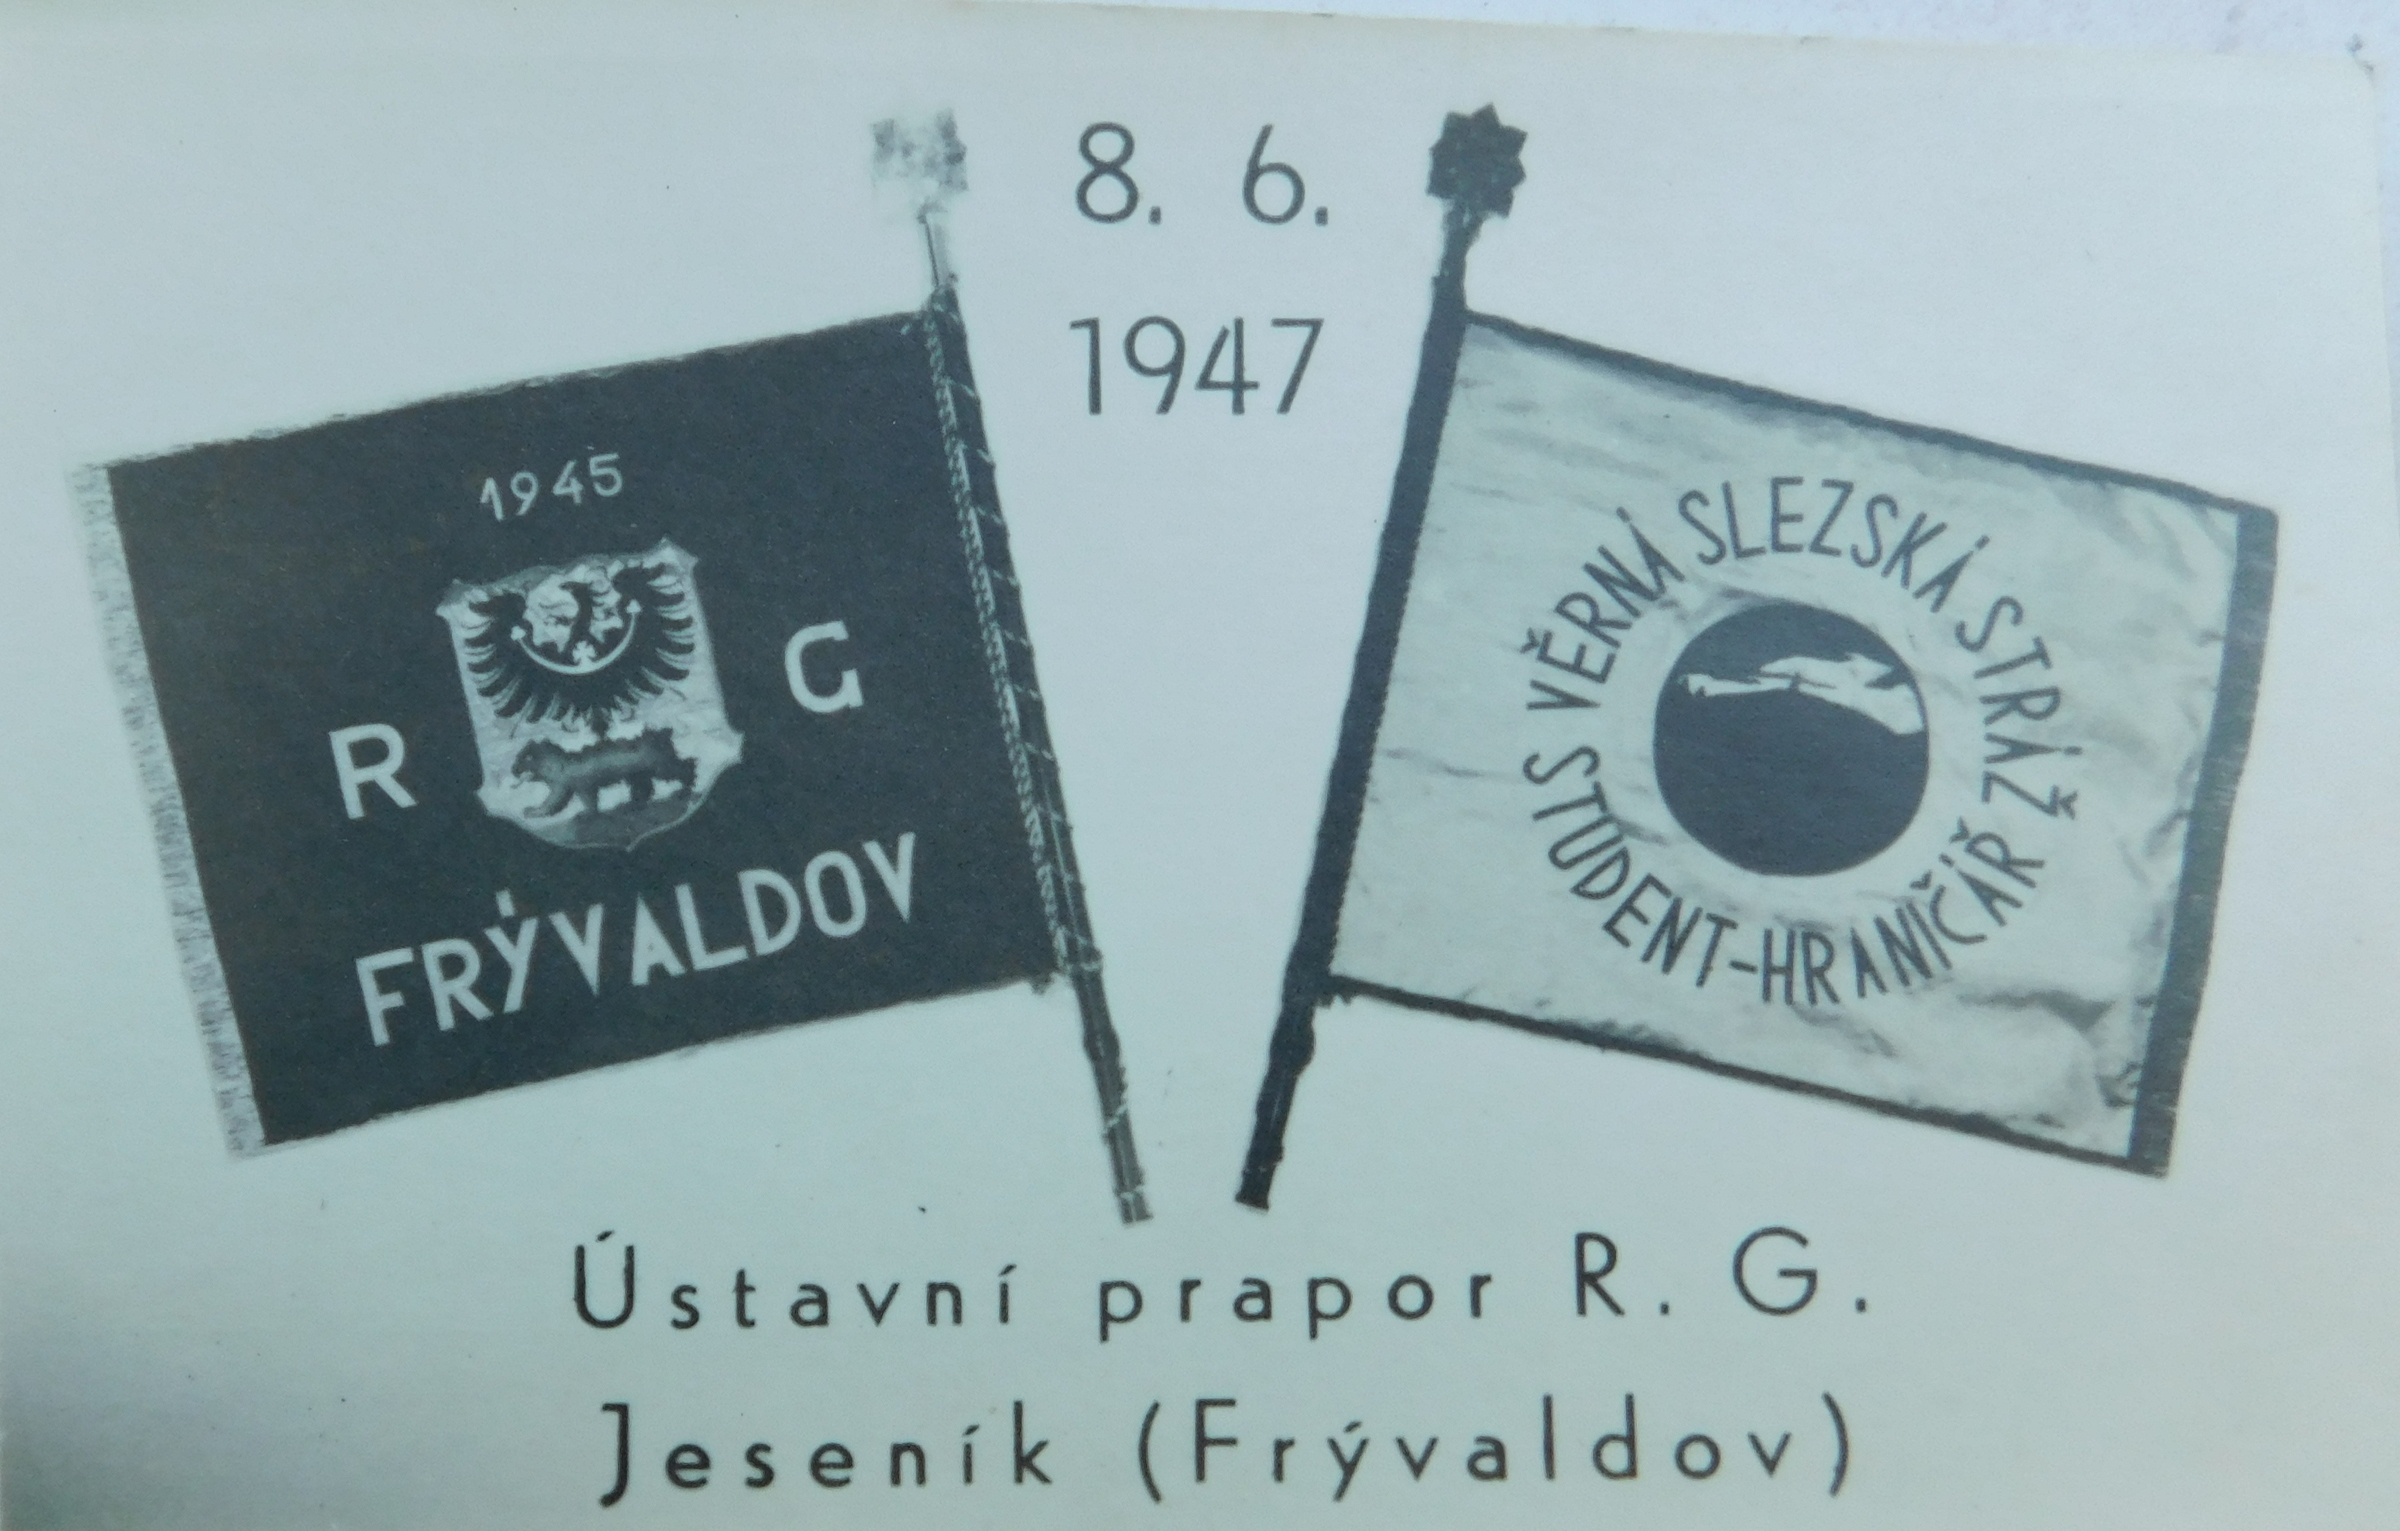 8. 6.
1947
1945
R G
FRÝVALDOV
VĚRNÁ SLEZSKÁ STRÁŽ
STUDENT-HRANIČÁŘ
Ústavní prapor R. G.
Jeseník (Frývaldov)